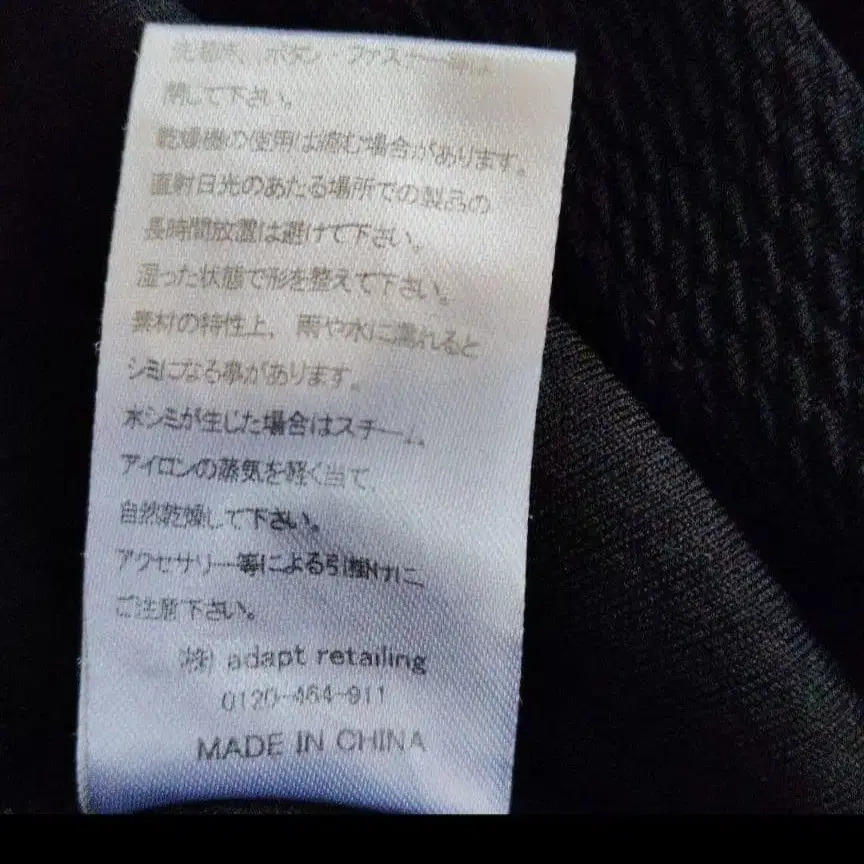 洗濯時、ボタン・ファスナー等は
閉して下さい。
乾燥機の使用は縮む場合があります。
直射日光のあたる場所での製品の
長時間放置は避けて下さい。
湿った状態で形を整えて下さい。
素材の特性上、雨や水に濡れると
シミになる事があります。
水シミが生じた場合はスチーム
アイロンの蒸気を軽く当て、
自然乾燥して下さい。
アクセサリー等による引掛けに
ご注意下さい。
(株) adapt retailing
0120-464-911
MADE IN CHINA